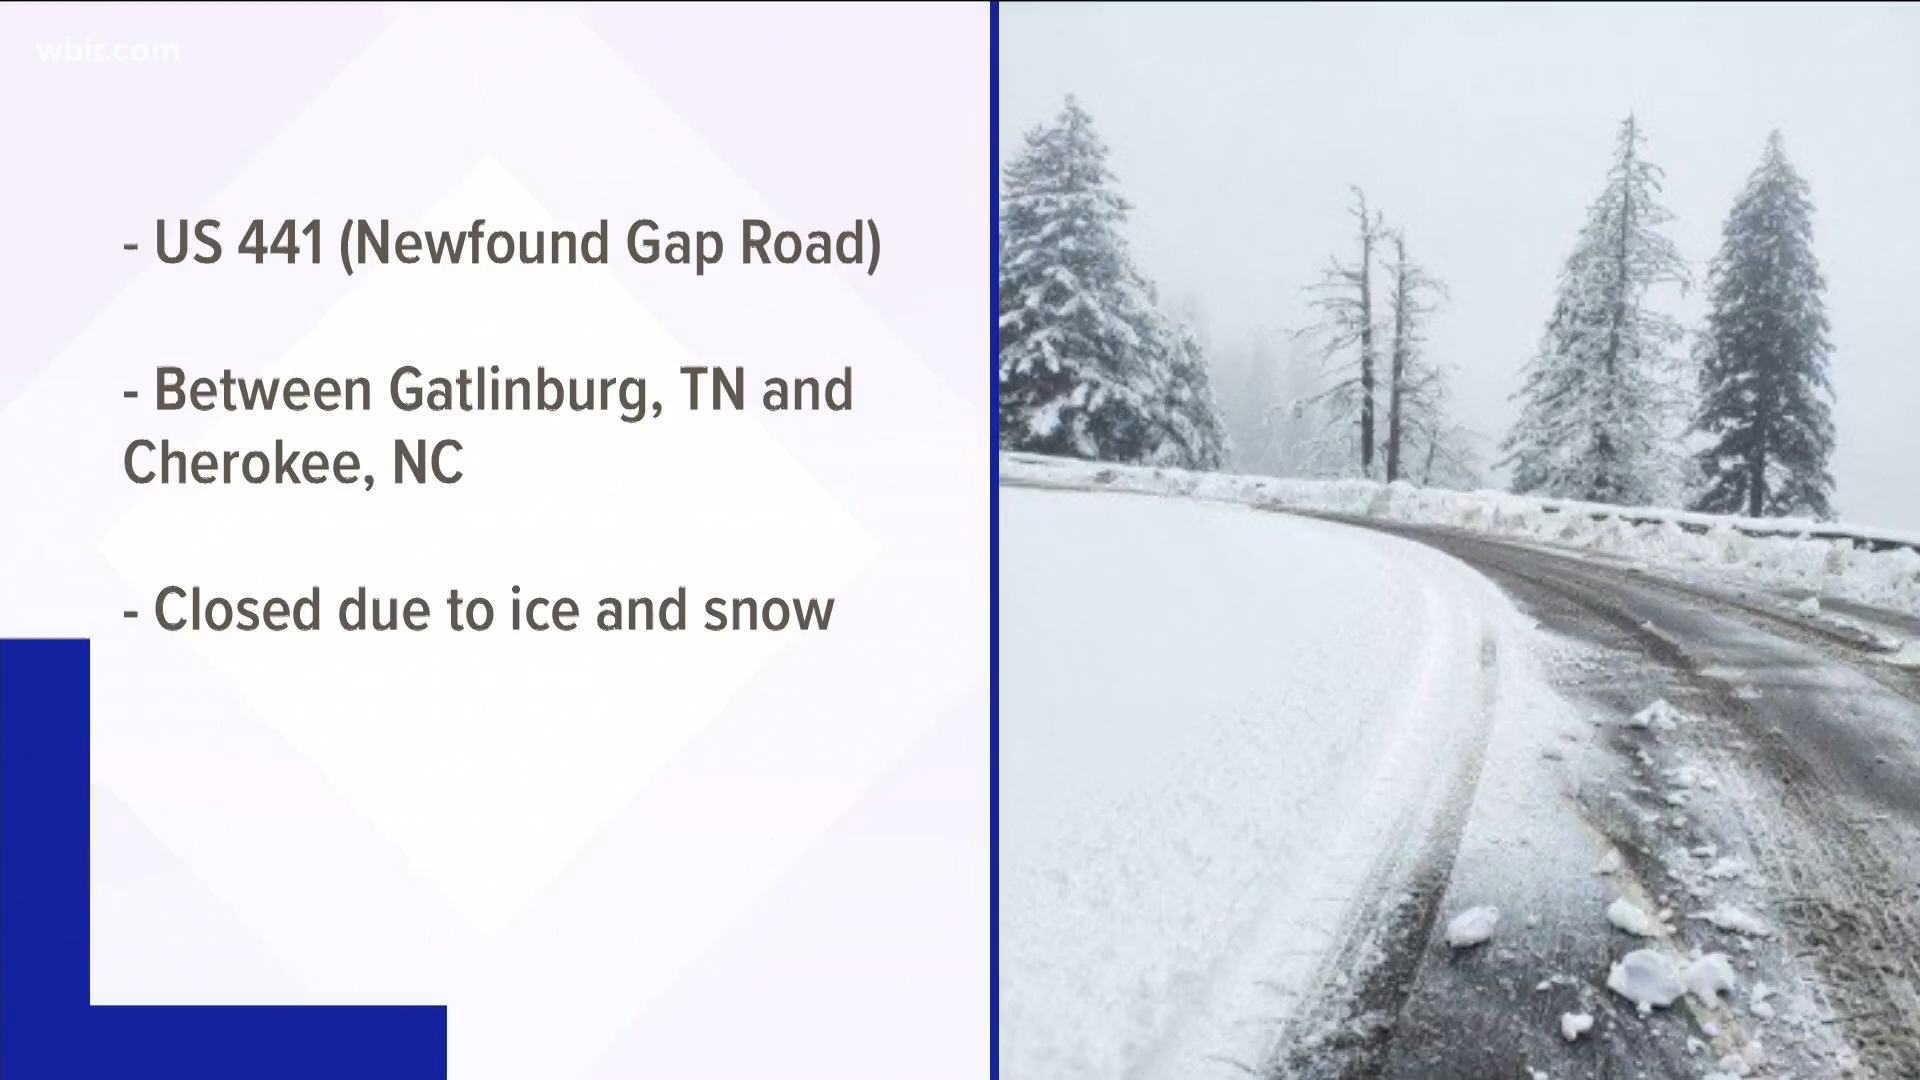 wbir.com
- US 441 (Newfound Gap Road)
- Between Gatlinburg, TN and
Cherokee, NC
- Closed due to ice and snow